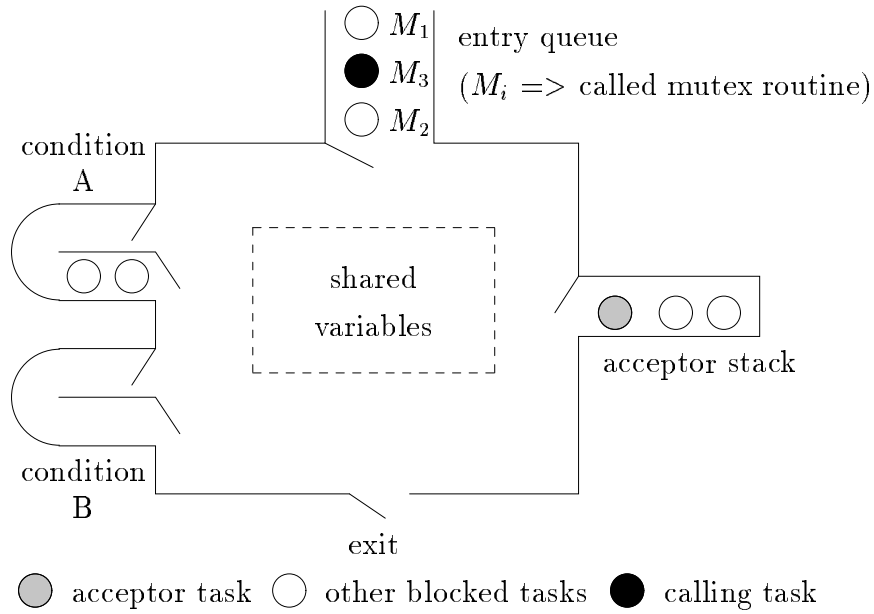 M₁
entry queue
M₃
(Mᵢ => called mutex routine)
M₂
condition
A
shared
variables
acceptor stack
condition
B
exit
acceptor task
other blocked tasks
calling task